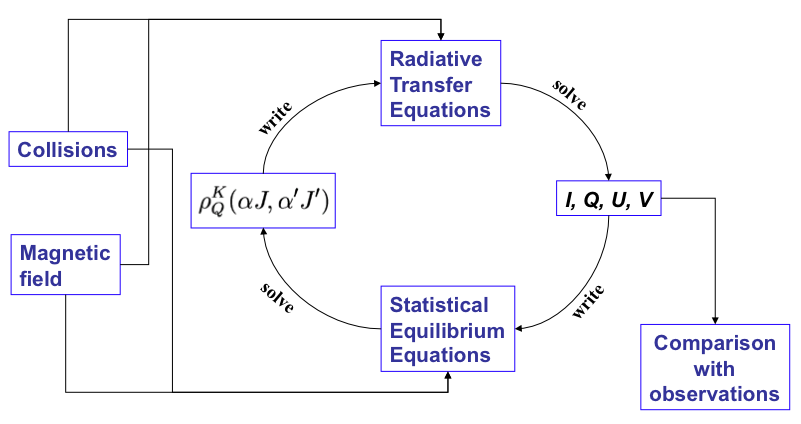 Radiative
Transfer
Equations
solve
write
Collisions
ρ^K_Q(αJ, α′J′)
I, Q, U, V
Magnetic
field
solve
write
Statistical
Equilibrium
Equations
Comparison
with
observations